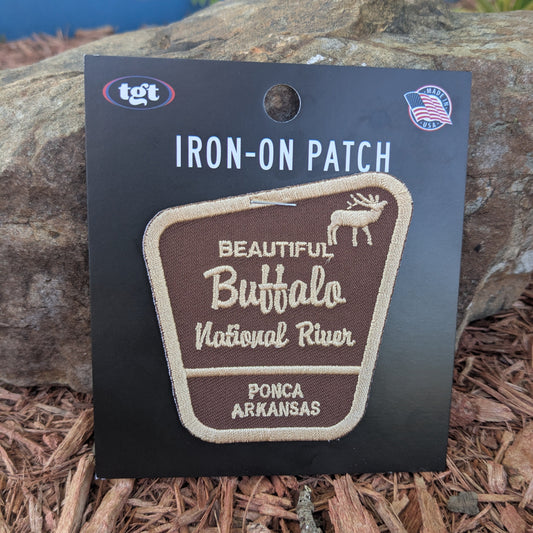 tgt
MADE IN
USA
IRON-ON PATCH
BEAUTIFUL
Buffalo
National River
PONCA
ARKANSAS